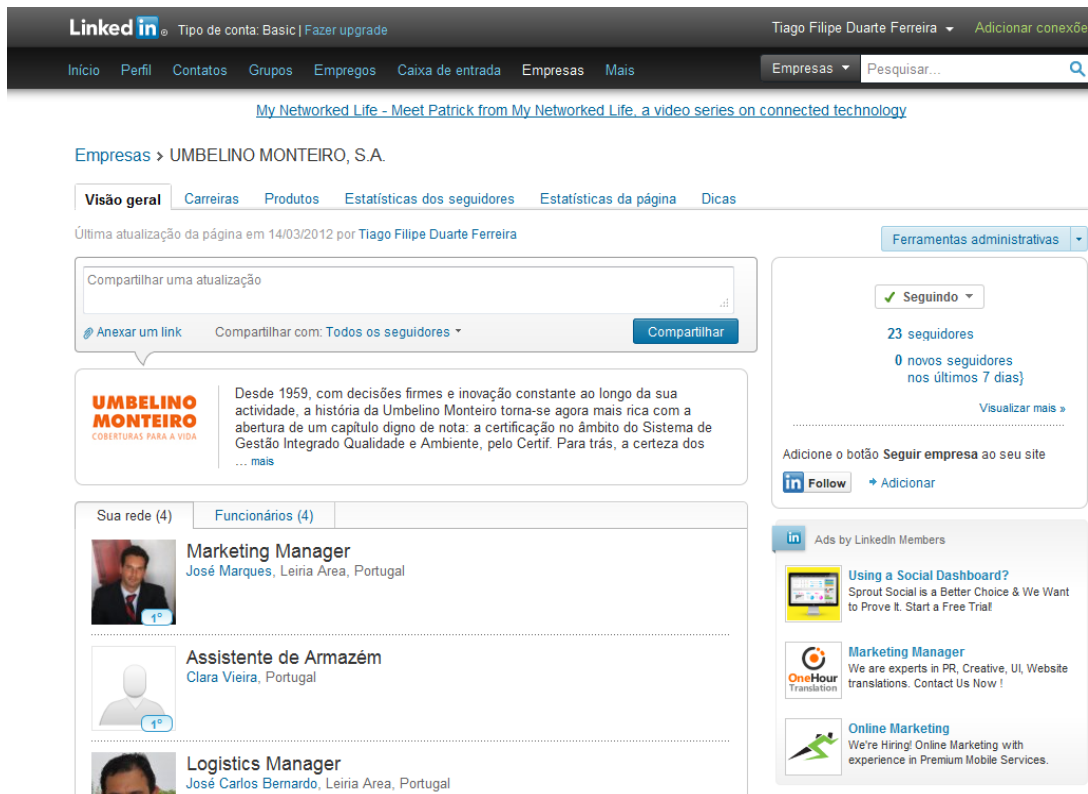 Linked in ® Tipo de conta: Basic | Fazer upgrade
Tiago Filipe Duarte Ferreira Adicionar conexõe
Início Perfil Contatos Grupos Empregos Caixa de entrada Empresas Mais
Empresas Pesquisar...
My Networked Life - Meet Patrick from My Networked Life, a video series on connected technology
Empresas › UMBELINO MONTEIRO, S.A.
Visão geral Carreiras Produtos Estatísticas dos seguidores Estatísticas da página Dicas
Última atualização da página em 14/03/2012 por Tiago Filipe Duarte Ferreira
Ferramentas administrativas
Compartilhar uma atualização
Anexar um link Compartilhar com: Todos os seguidores Compartilhar
UMBELINO
MONTEIRO
COBERTURAS PARA A VIDA
Desde 1959, com decisões firmes e inovação constante ao longo da sua
actividade, a história da Umbelino Monteiro torna-se agora mais rica com a
abertura de um capítulo digno de nota: a certificação no âmbito do Sistema de
Gestão Integrado Qualidade e Ambiente, pelo Certif. Para trás, a certeza dos
... mais
Sua rede (4) Funcionários (4)
Marketing Manager
José Marques, Leiria Area, Portugal
1º
Assistente de Armazém
Clara Vieira, Portugal
1º
Logistics Manager
José Carlos Bernardo, Leiria Area, Portugal
Seguindo
23 seguidores
0 novos seguidores
nos últimos 7 dias}
Visualizar mais »
Adicione o botão Seguir empresa ao seu site
in Follow Adicionar
in Ads by LinkedIn Members
Using a Social Dashboard?
Sprout Social is a Better Choice & We Want
to Prove It. Start a Free Trial!
OneHour
Translation
Marketing Manager
We are experts in PR, Creative, UI, Website
translations. Contact Us Now !
Online Marketing
We're Hiring! Online Marketing with
experience in Premium Mobile Services.